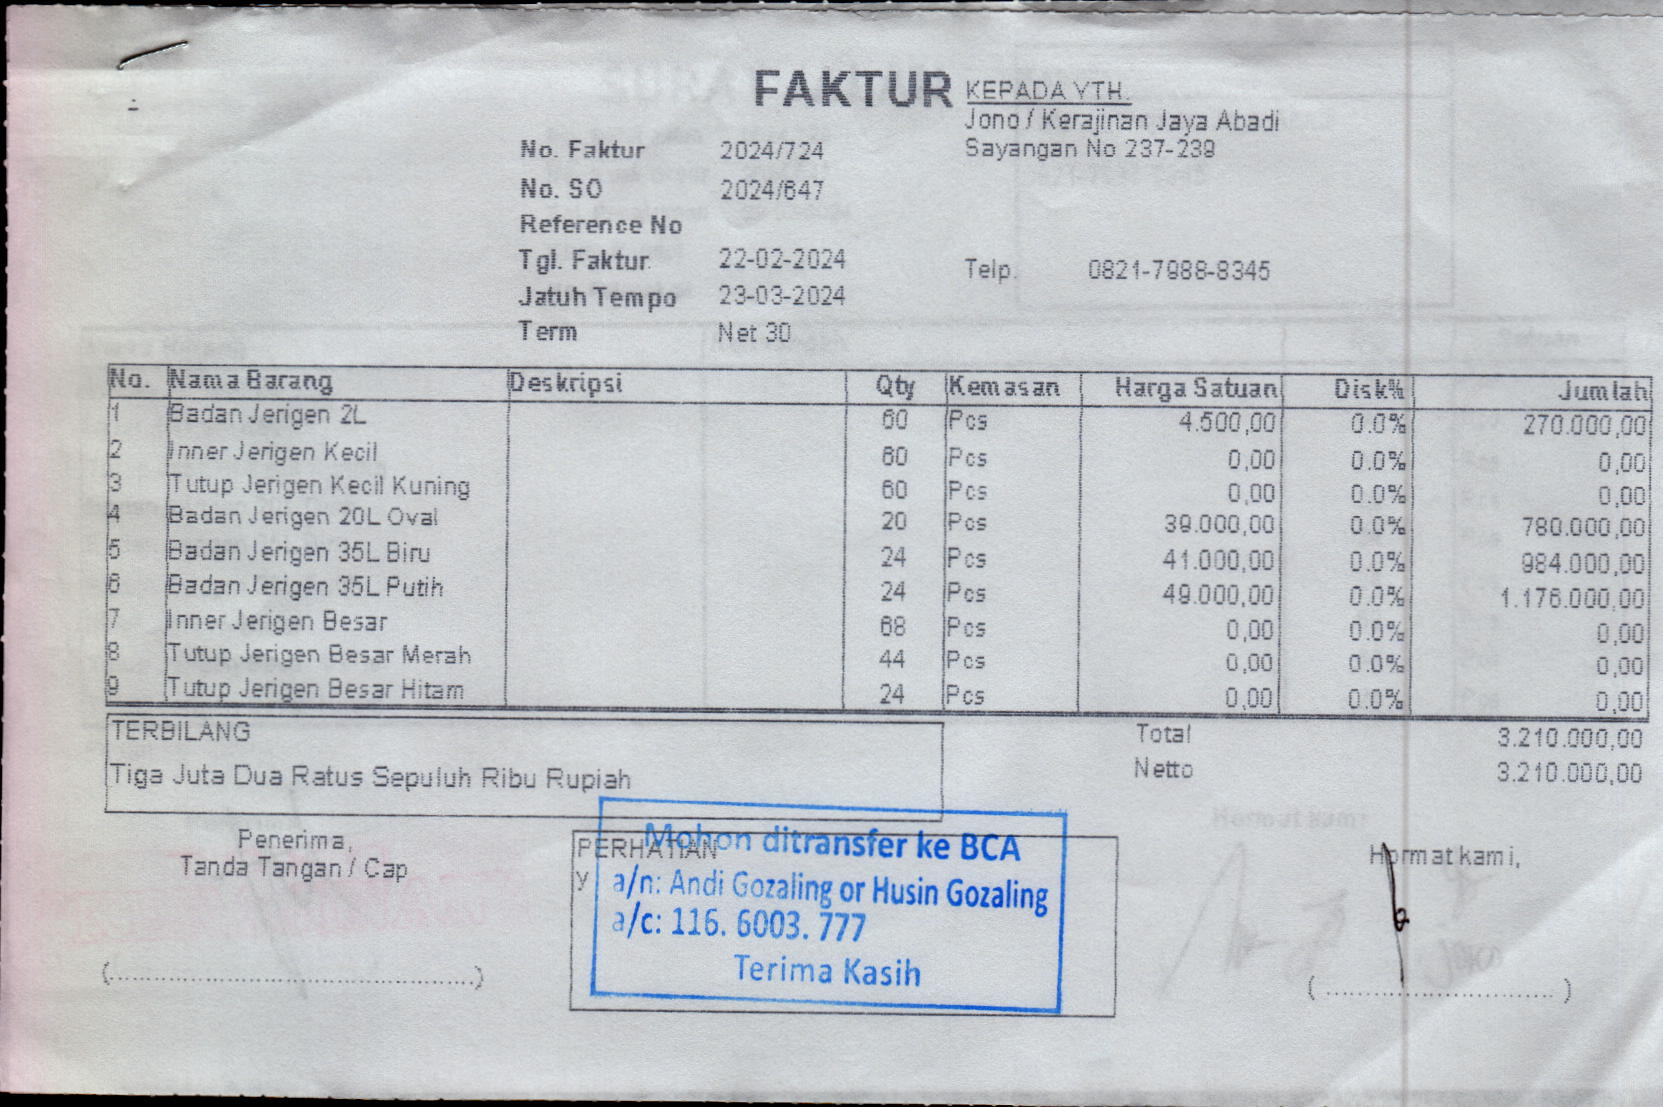 FAKTUR
KEPADA YTH.
Jono / Kerajinan Jaya Abadi
Sayangan No 237-239
No. Faktur 2024/724
No. SO 2024/647
Reference No
Tgl. Faktur 22-02-2024
Telp. 0821-7988-8345
Jatuh Tempo 23-03-2024
Term Net 30
No. Nama Barang Deskripsi Qty Kemasan Harga Satuan Disk% Jumlah
1 Badan Jerigen 2L 60 Pcs 4.500,00 0.0% 270.000,00
2 Inner Jerigen Kecil 60 Pcs 0,00 0.0% 0,00
3 Tutup Jerigen Kecil Kuning 60 Pcs 0,00 0.0% 0,00
4 Badan Jerigen 20L Oval 20 Pcs 39.000,00 0.0% 780.000,00
5 Badan Jerigen 35L Biru 24 Pcs 41.000,00 0.0% 984.000,00
6 Badan Jerigen 35L Putih 24 Pcs 49.000,00 0.0% 1.176.000,00
7 Inner Jerigen Besar 68 Pcs 0,00 0.0% 0,00
8 Tutup Jerigen Besar Merah 44 Pcs 0,00 0.0% 0,00
9 Tutup Jerigen Besar Hitam 24 Pcs 0,00 0.0% 0,00
TERBILANG
Tiga Juta Dua Ratus Sepuluh Ribu Rupiah
Total 3.210.000,00
Netto 3.210.000,00
Penerima,
Tanda Tangan / Cap
(..............................................)
PERHATIAN
y
Mohon ditransfer ke BCA
a/n: Andi Gozaling or Husin Gozaling
a/c: 116. 6003. 777
Terima Kasih
Hormat kami,
(.............................)